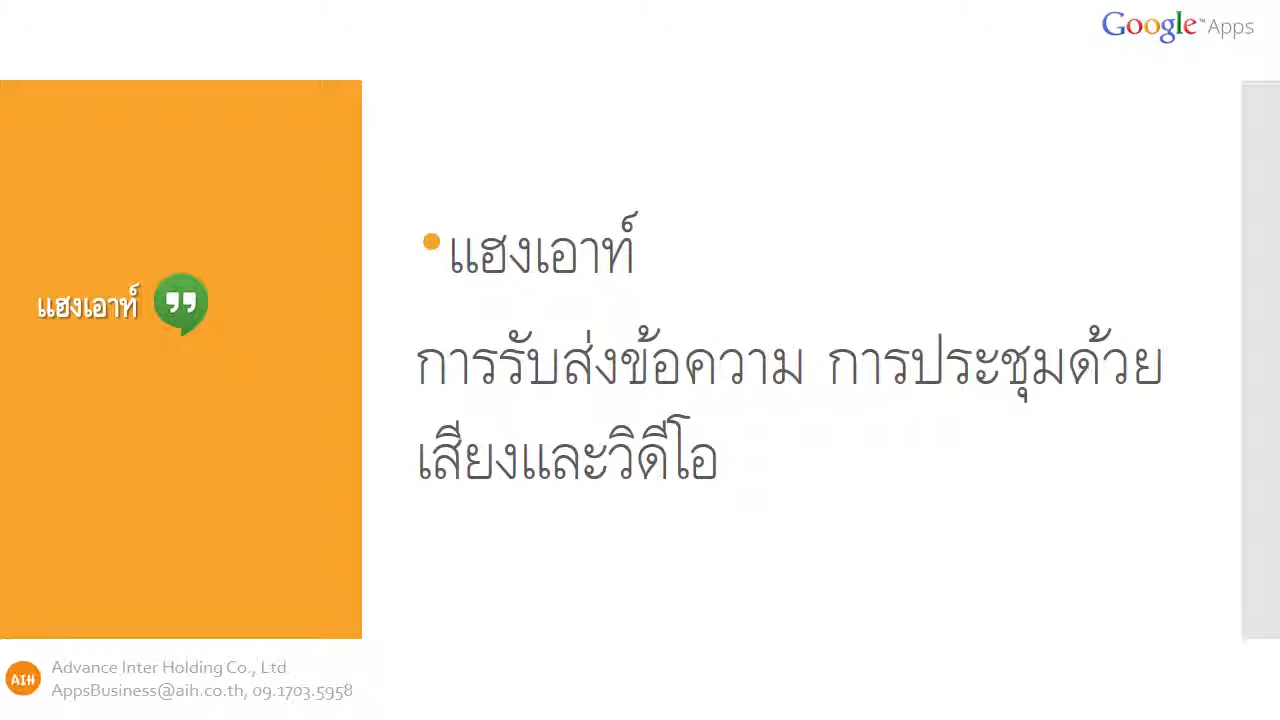 Google™ Apps
แฮงเอาท์
•แฮงเอาท์
การรับส่งข้อความ การประชุมด้วย
เสียงและวิดีโอ
AIH
Advance Inter Holding Co., Ltd
AppsBusiness@aih.co.th, 09.1703.5958